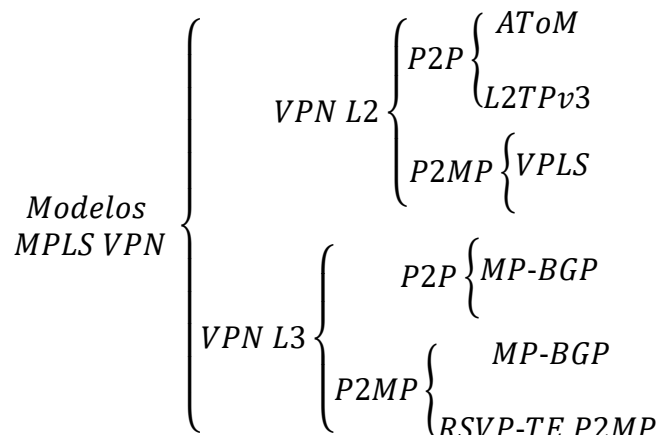 AToM
P2P
L2TPv3
VPN L2
P2MP VPLS
Modelos
MPLS VPN
P2P MP-BGP
VPN L3
MP-BGP
P2MP
RSVP-TE P2MP